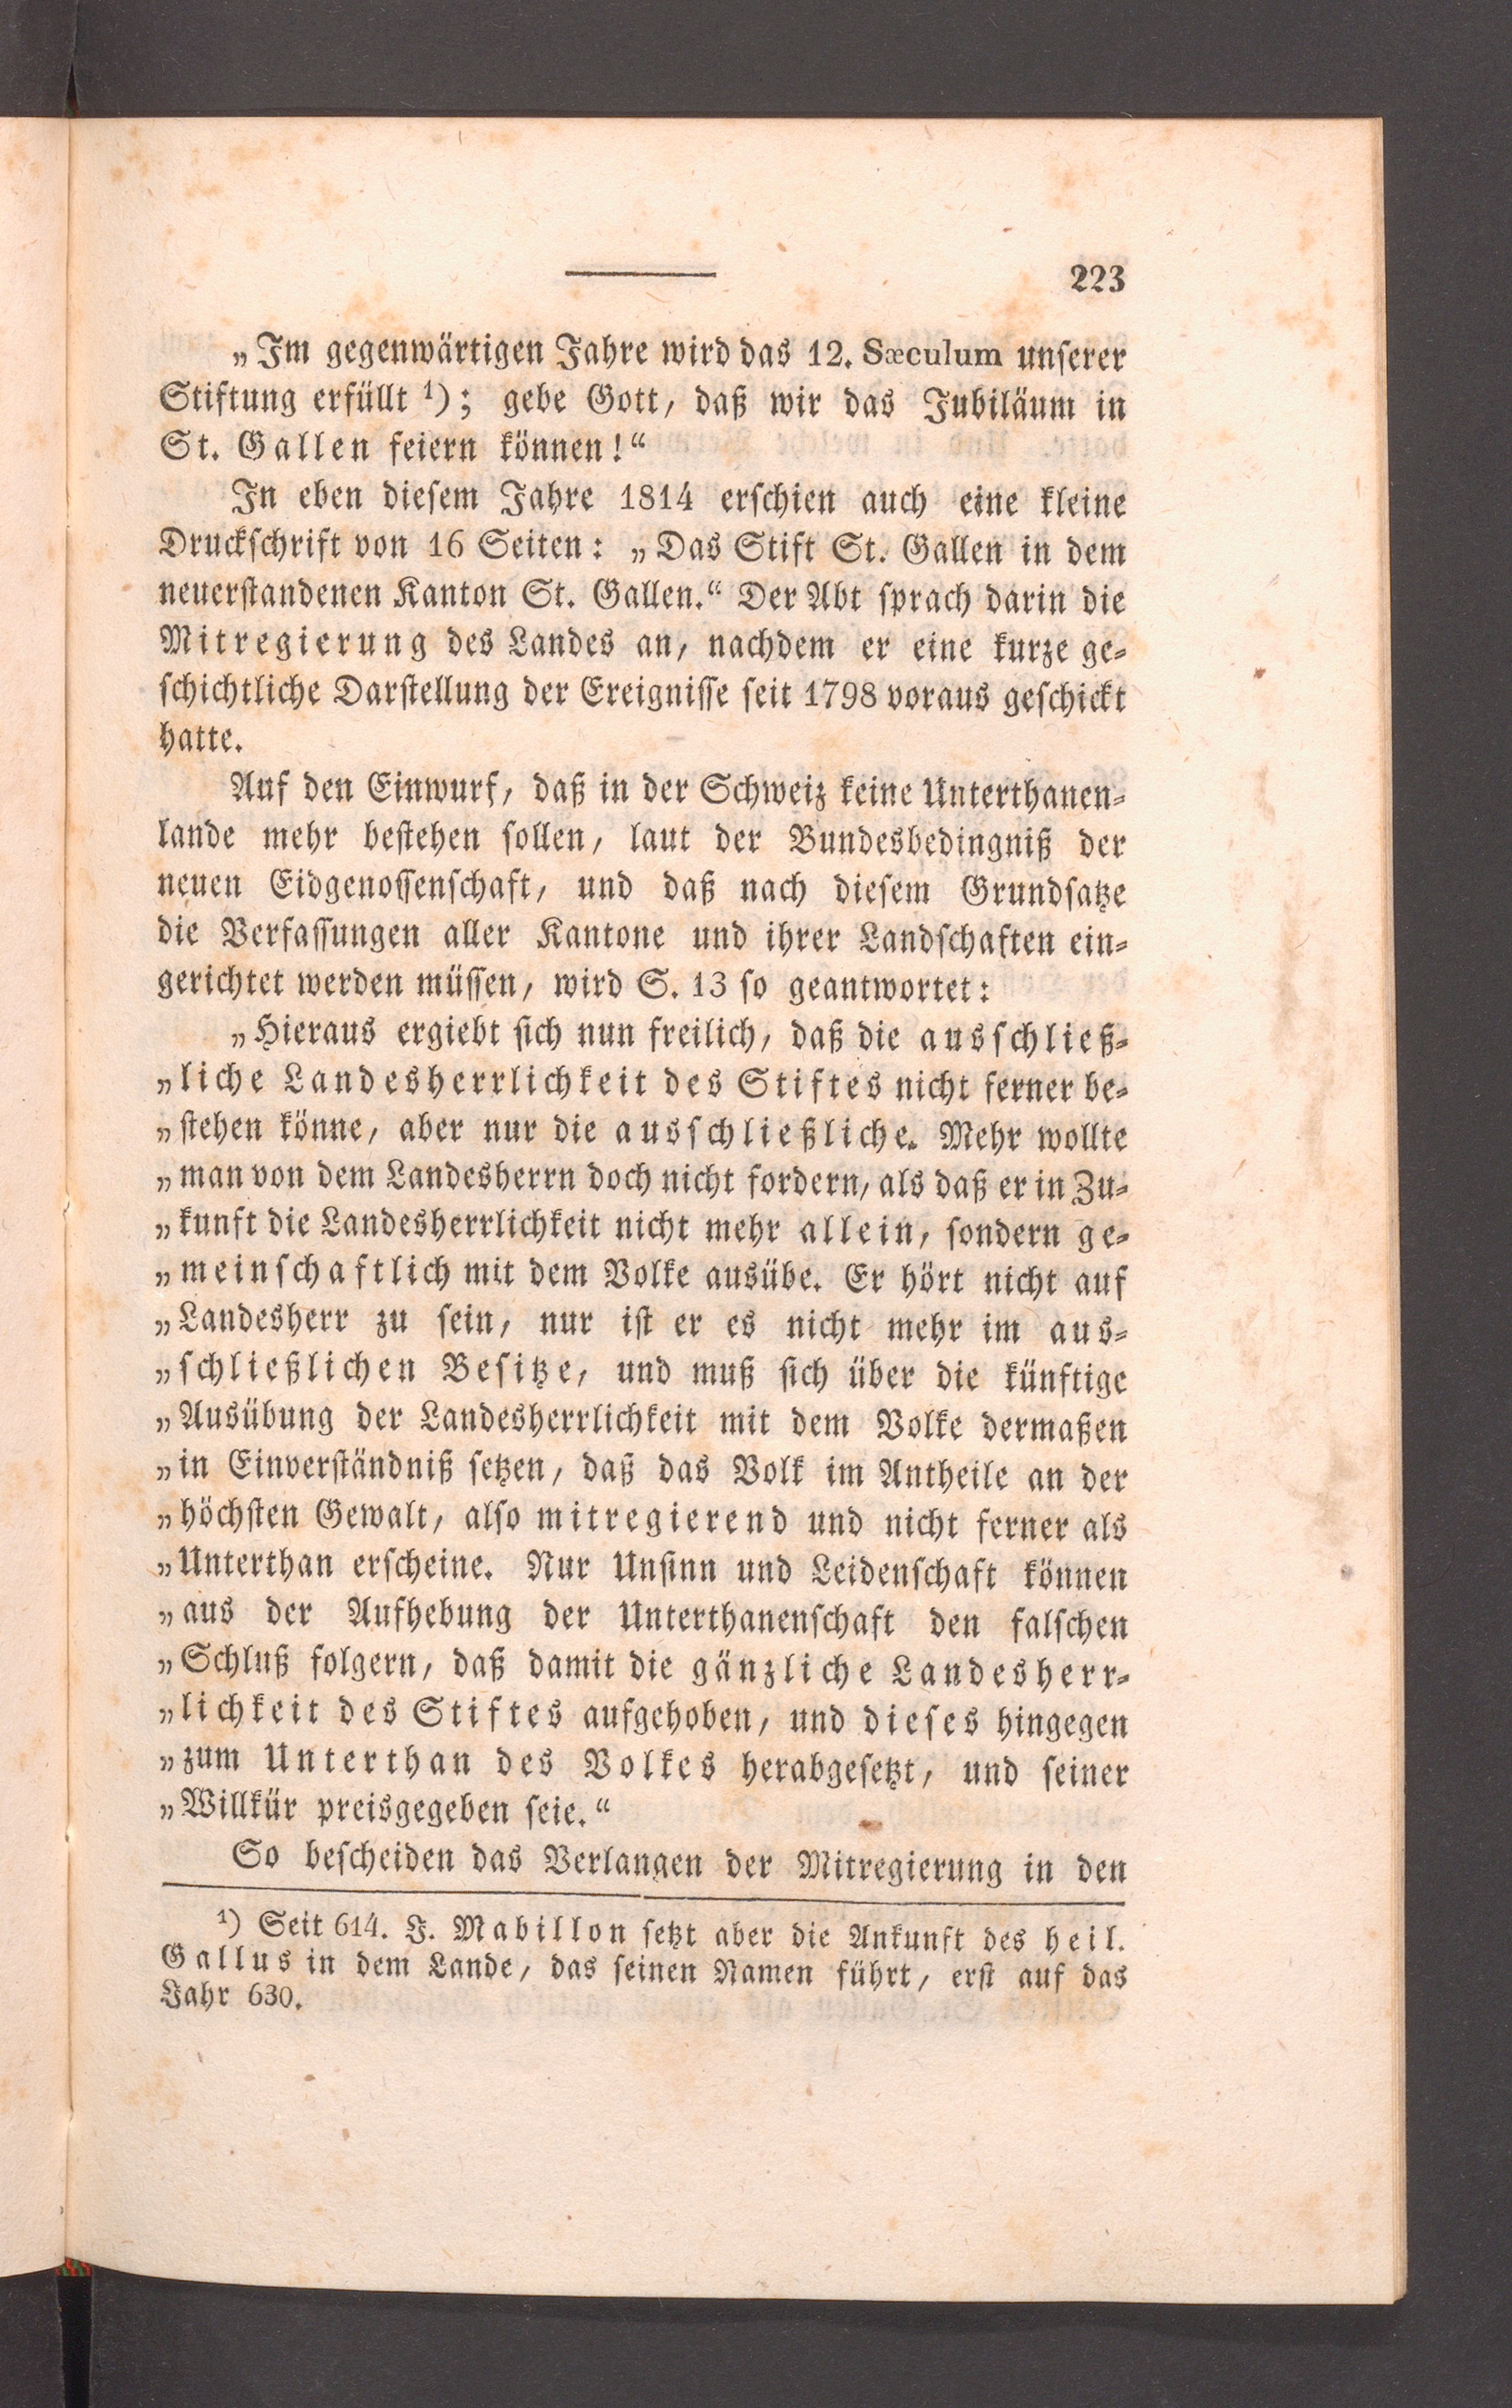 223
„Im gegenwärtigen Jahre wird das 12. Sæculum unserer
Stiftung erfüllt ¹); gebe Gott, daß wir das Jubiläum in
St. Gallen feiern können!“
In eben diesem Jahre 1814 erschien auch eine kleine
Druckschrift von 16 Seiten: „Das Stift St. Gallen in dem
neuerstandenen Kanton St. Gallen.“ Der Abt sprach darin die
Mitregierung des Landes an, nachdem er eine kurze ge-
schichtliche Darstellung der Ereignisse seit 1798 voraus geschickt
hatte.
Auf den Einwurf, daß in der Schweiz keine Unterthanen-
lande mehr bestehen sollen, laut der Bundesbedingniß der
neuen Eidgenossenschaft, und daß nach diesem Grundsatze
die Verfassungen aller Kantone und ihrer Landschaften ein-
gerichtet werden müssen, wird S. 13 so geantwortet:
„Hieraus ergiebt sich nun freilich, daß die ausschließ-
„liche Landesherrlichkeit des Stiftes nicht ferner be-
„stehen könne, aber nur die ausschließliche. Mehr wollte
„man von dem Landesherrn doch nicht fordern, als daß er in Zu-
„kunft die Landesherrlichkeit nicht mehr allein, sondern ge-
„meinschaftlich mit dem Volke ausübe. Er hört nicht auf
„Landesherr zu sein, nur ist er es nicht mehr im aus-
„schließlichen Besitze, und muß sich über die künftige
„Ausübung der Landesherrlichkeit mit dem Volke dermaßen
„in Einverständniß setzen, daß das Volk im Antheile an der
„höchsten Gewalt, also mitregierend und nicht ferner als
„Unterthan erscheine. Nur Unsinn und Leidenschaft können
„aus der Aufhebung der Unterthanenschaft den falschen
„Schluß folgern, daß damit die gänzliche Landesherr-
„lichkeit des Stiftes aufgehoben, und dieses hingegen
„zum Unterthan des Volkes herabgesetzt, und seiner
„Willkür preisgegeben seie.“
So bescheiden das Verlangen der Mitregierung in den
¹) Seit 614. J. Mabillon setzt aber die Ankunft des heil.
Gallus in dem Lande, das seinen Namen führt, erst auf das
Jahr 630.